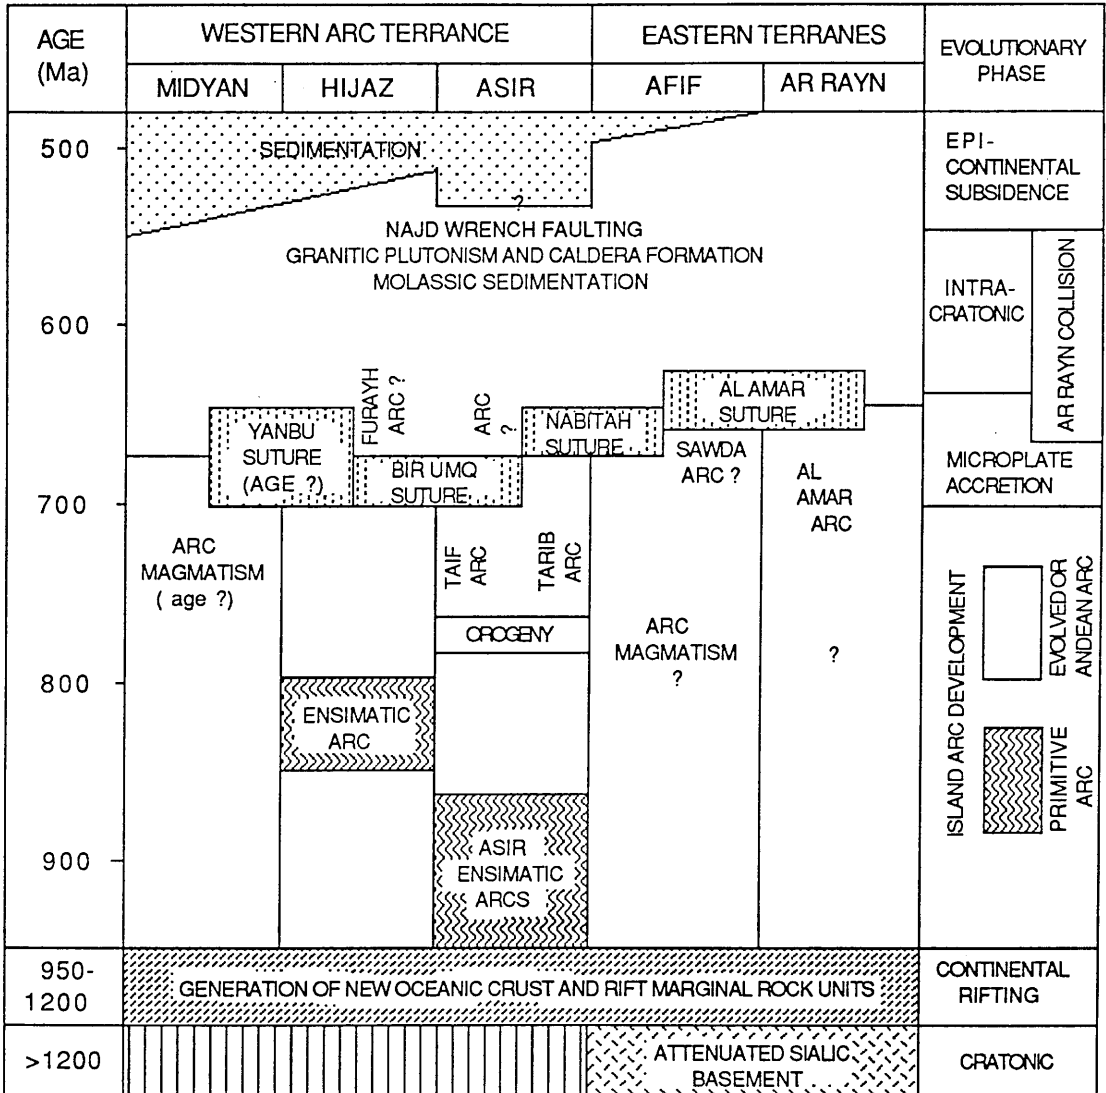 AGE
(Ma)
WESTERN ARC TERRANCE
EASTERN TERRANES
EVOLUTIONARY
PHASE
MIDYAN
HIJAZ
ASIR
AFIF
AR RAYN
500
600
700
800
900
950-
1200
>1200
SEDIMENTATION
?
NAJD WRENCH FAULTING
GRANITIC PLUTONISM AND CALDERA FORMATION
MOLASSIC SEDIMENTATION
YANBU
SUTURE
(AGE ?)
FURAYH
ARC ?
BIR UMQ
SUTURE
ARC
?
NABITAH
SUTURE
AL AMAR
SUTURE
SAWDA
ARC ?
AL
AMAR
ARC
?
ARC
MAGMATISM
( age ?)
TAIF
ARC
TARIB
ARC
OROGENY
ARC
MAGMATISM
?
ENSIMATIC
ARC
ASIR
ENSIMATIC
ARCS
GENERATION OF NEW OCEANIC CRUST AND RIFT MARGINAL ROCK UNITS
ATTENUATED SIALIC
BASEMENT
EPI-
CONTINENTAL
SUBSIDENCE
INTRA-
CRATONIC
AR RAYN COLLISION
MICROPLATE
ACCRETION
ISLAND ARC DEVELOPMENT
EVOLVED OR
ANDEAN ARC
PRIMITIVE
ARC
CONTINENTAL
RIFTING
CRATONIC